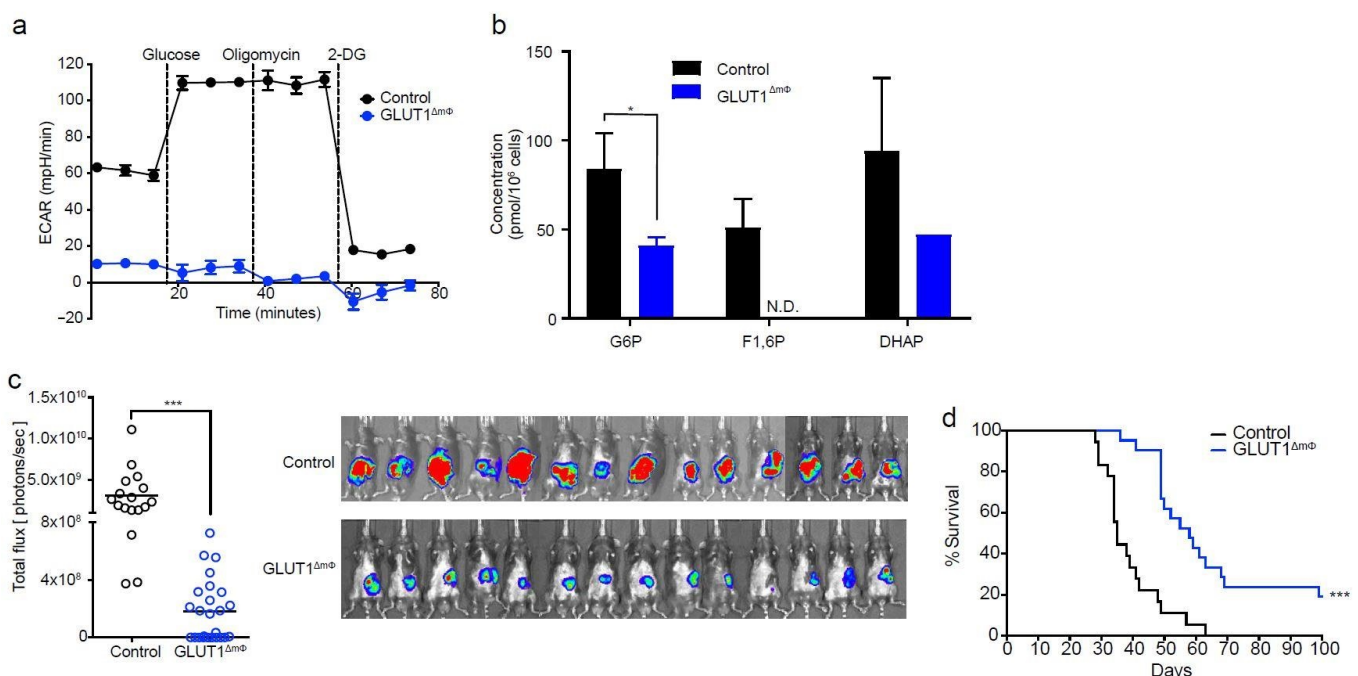 a
Glucose Oligomycin 2-DG
120
100
80
60
40
20
0
−20
ECAR (mpH/min)
Control
GLUT1ΔmΦ
20 40 60 80
Time (minutes)
b
150
100
50
0
Concentration
(pmol/10⁶ cells)
Control
GLUT1ΔmΦ
*
N.D.
G6P F1,6P DHAP
c
Total flux [ photons/sec]
1.5x10¹⁰
1.0x10¹⁰
5.0x10⁹
8x10⁸
4x10⁸
0
***
Control GLUT1ΔmΦ
Control
GLUT1ΔmΦ
d
100
80
60
40
20
0
% Survival
Control
GLUT1ΔmΦ
***
0 10 20 30 40 50 60 70 80 90 100
Days